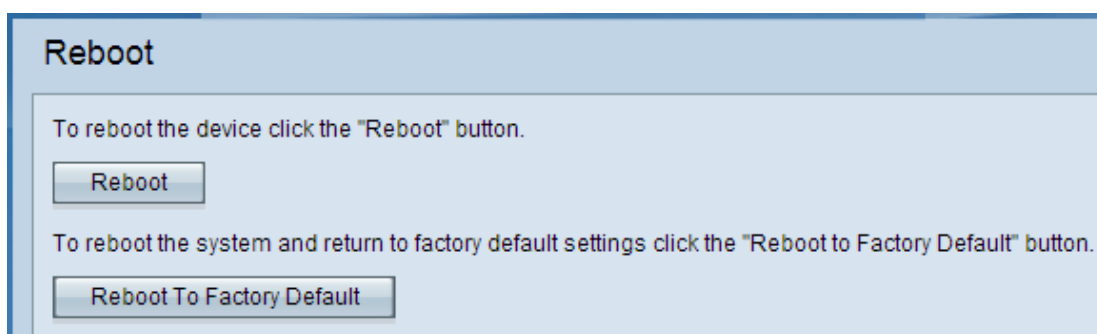 Reboot
To reboot the device click the "Reboot" button.
Reboot
To reboot the system and return to factory default settings click the "Reboot to Factory Default" button.
Reboot To Factory Default